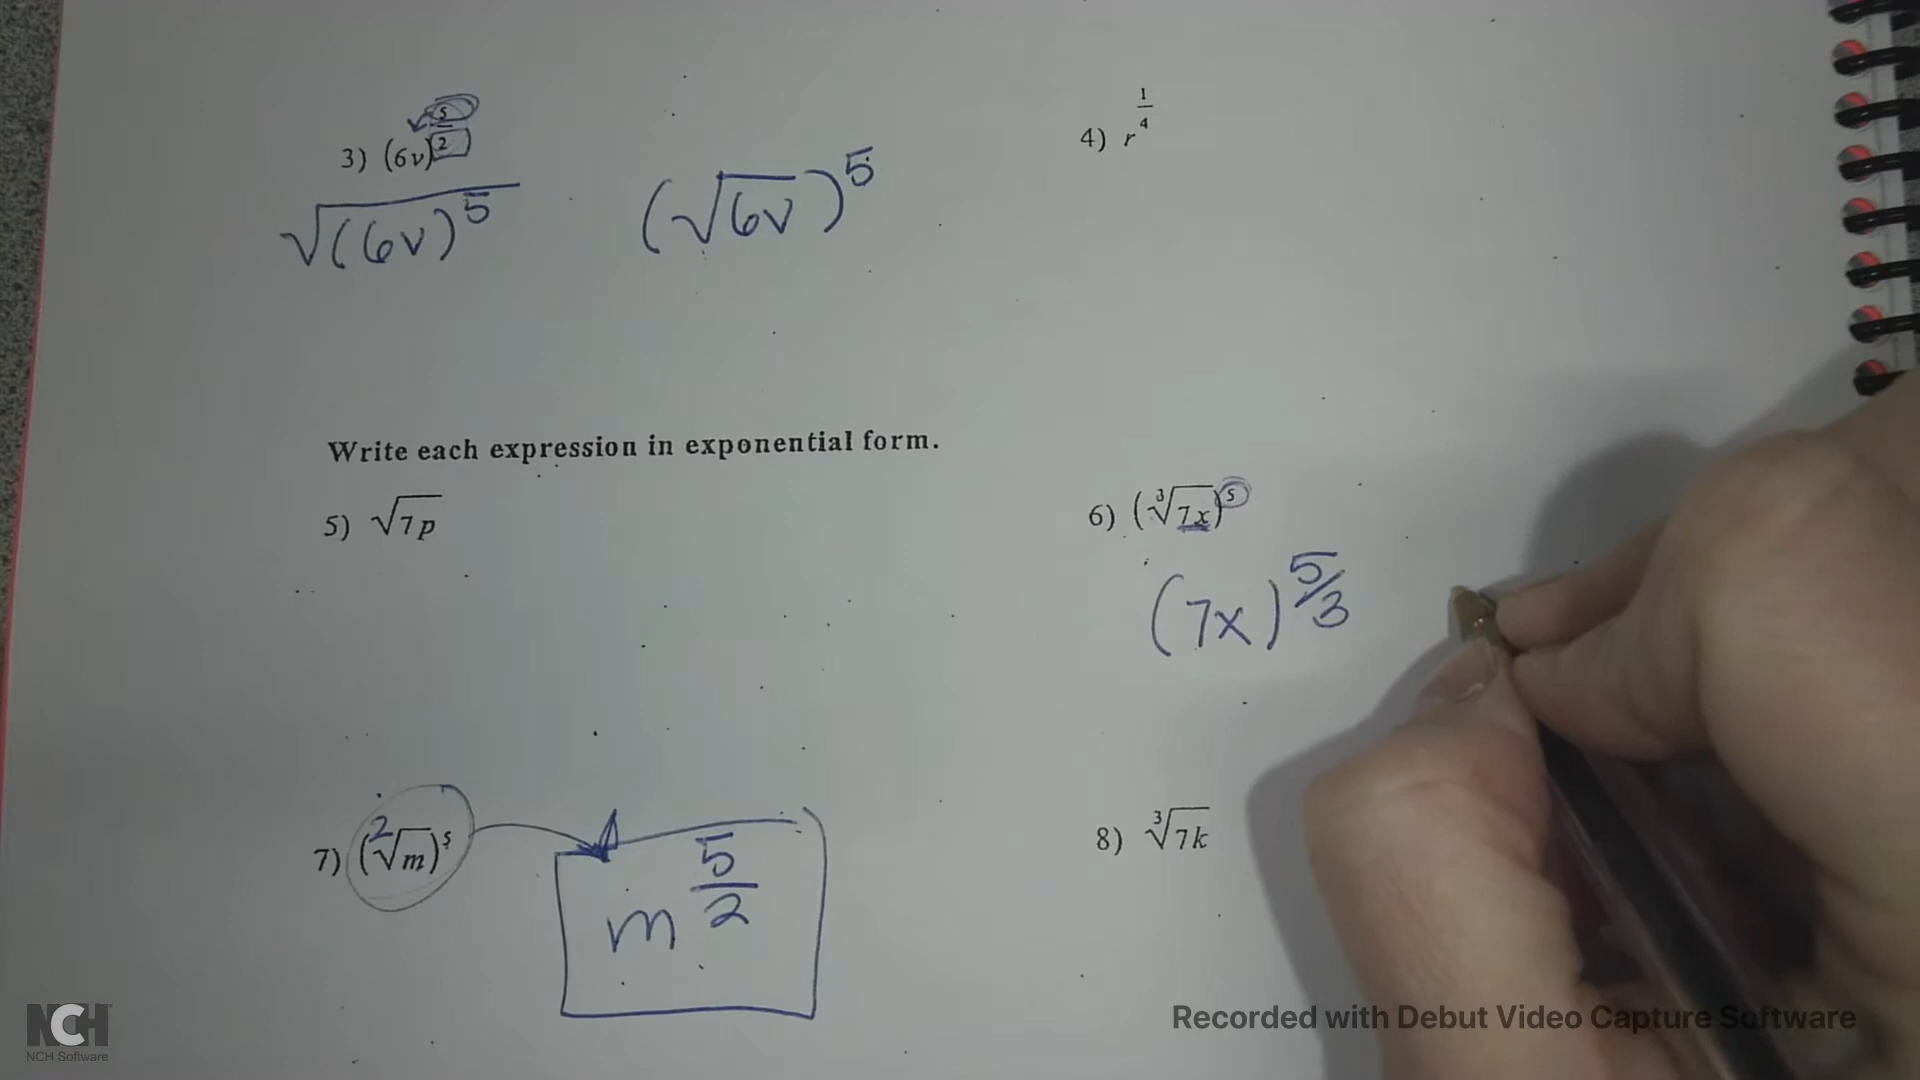 3) (6v)^(5/2)
√(6v)^5 (√6v)^5
4) r^(1/4)
Write each expression in exponential form.
5) √7p
6) (∛7x)^5
(7x)^(5/3)
7) (²√m)^5
m^(5/2)
8) ∛7k
NCH
NCH Software
Recorded with Debut Video Capture Software